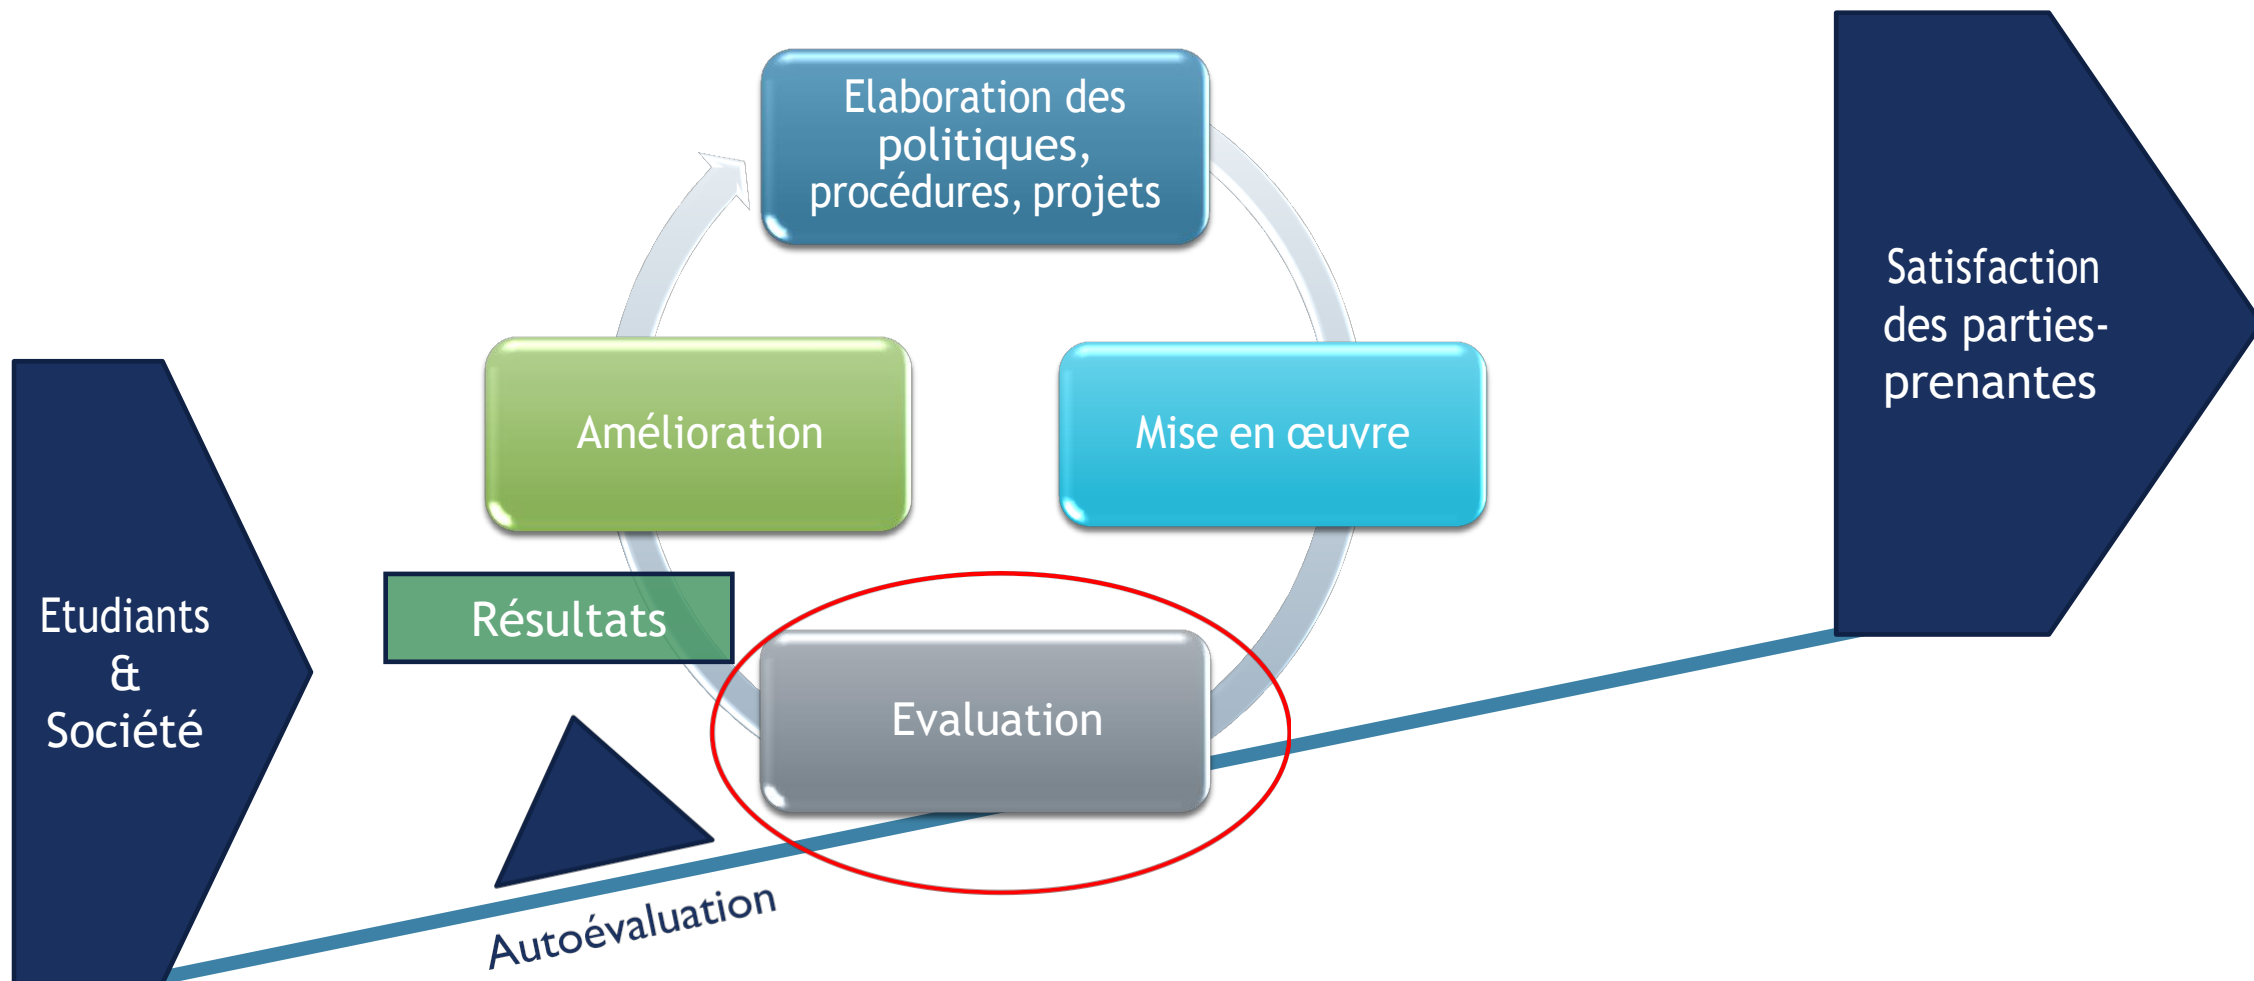 Elaboration des
politiques,
procédures, projets
Amélioration
Mise en œuvre
Résultats
Evaluation
Autoévaluation
Etudiants
&
Société
Satisfaction
des parties-
prenantes